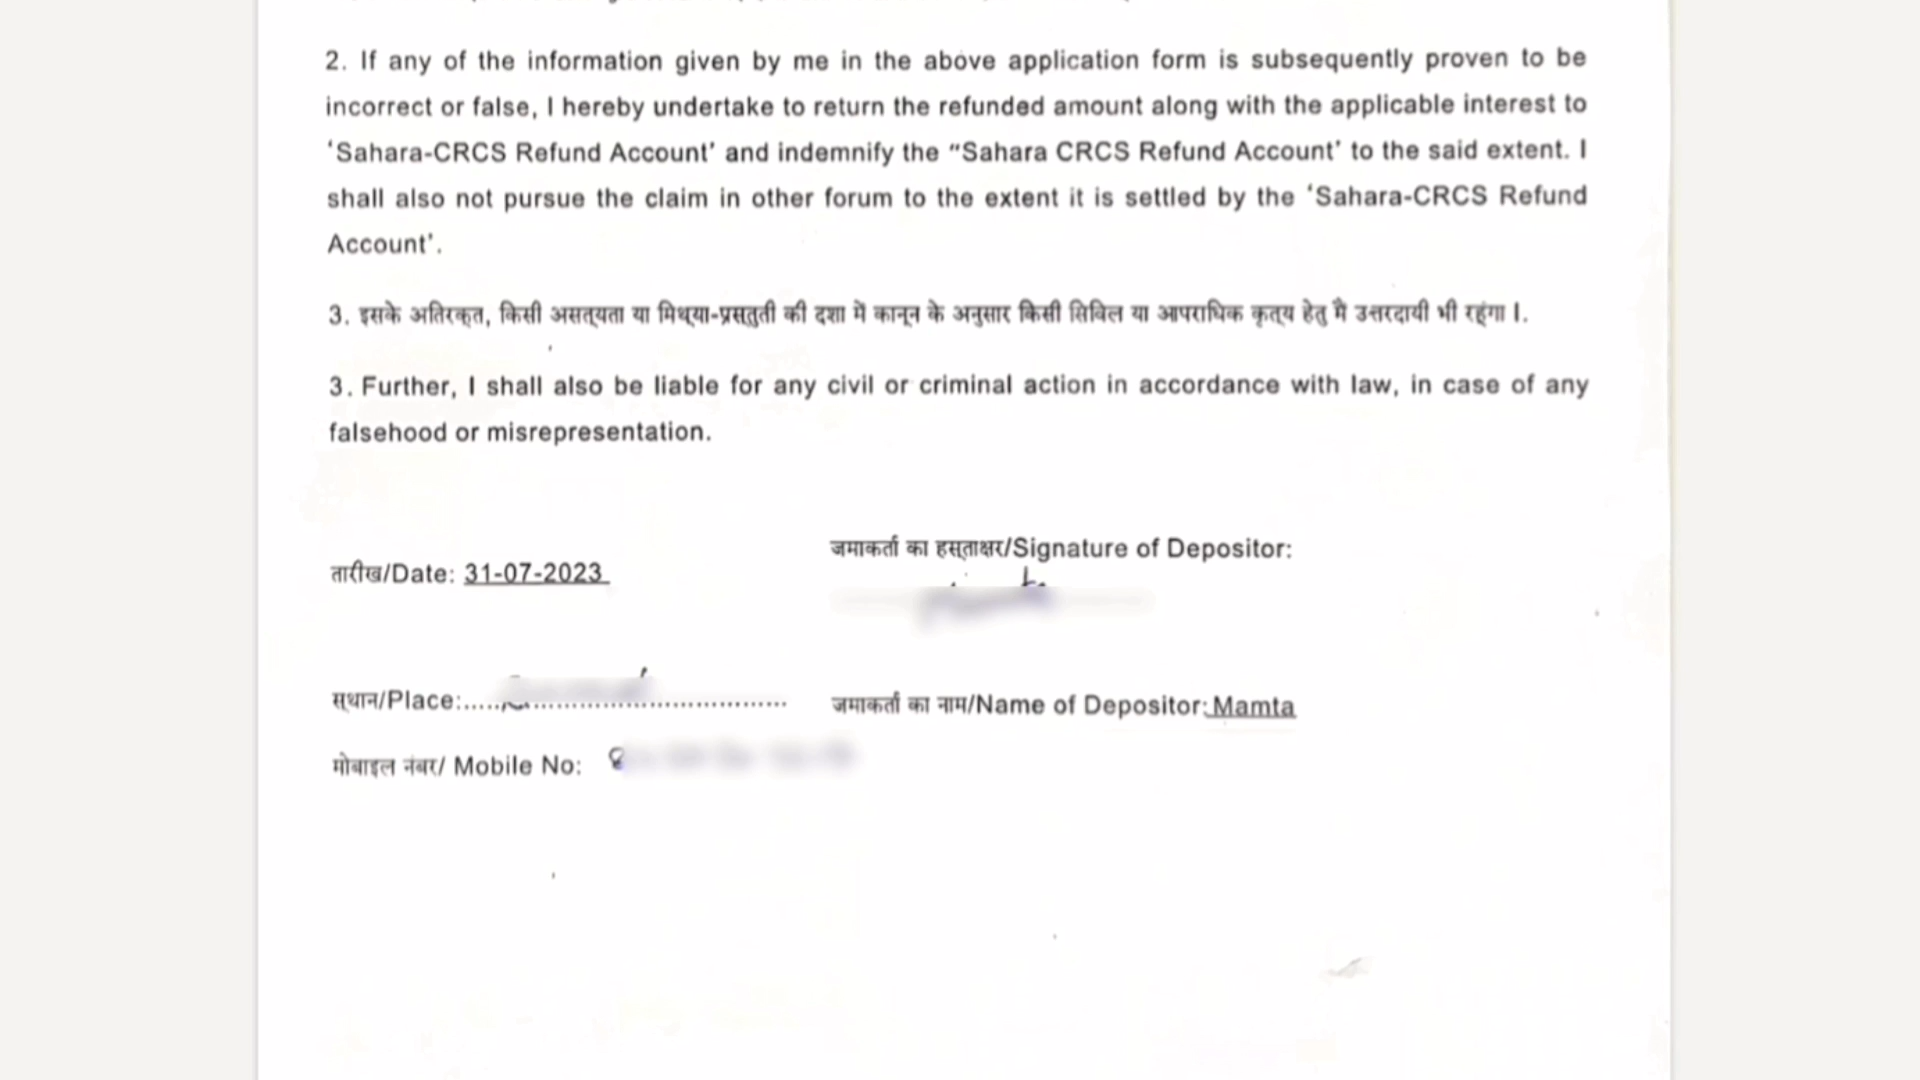 2. If any of the information given by me in the above application form is subsequently proven to be
incorrect or false, I hereby undertake to return the refunded amount along with the applicable interest to
‘Sahara-CRCS Refund Account’ and indemnify the “Sahara CRCS Refund Account’ to the said extent. I
shall also not pursue the claim in other forum to the extent it is settled by the ‘Sahara-CRCS Refund
Account’.
3. इसके अतिरक्त, किसी असत्यता या मिथ्या-प्रस्तुती की दशा में कानून के अनुसार किसी सिविल या आपराधिक कृत्य हेतु मै उत्तरदायी भी रहूंगा I.
3. Further, I shall also be liable for any civil or criminal action in accordance with law, in case of any
falsehood or misrepresentation.
जमाकर्ता का हस्ताक्षर/Signature of Depositor:
तारीख/Date: 31-07-2023
स्थान/Place:
जमाकर्ता का नाम/Name of Depositor: Mamta
मोबाइल नंबर/ Mobile No: